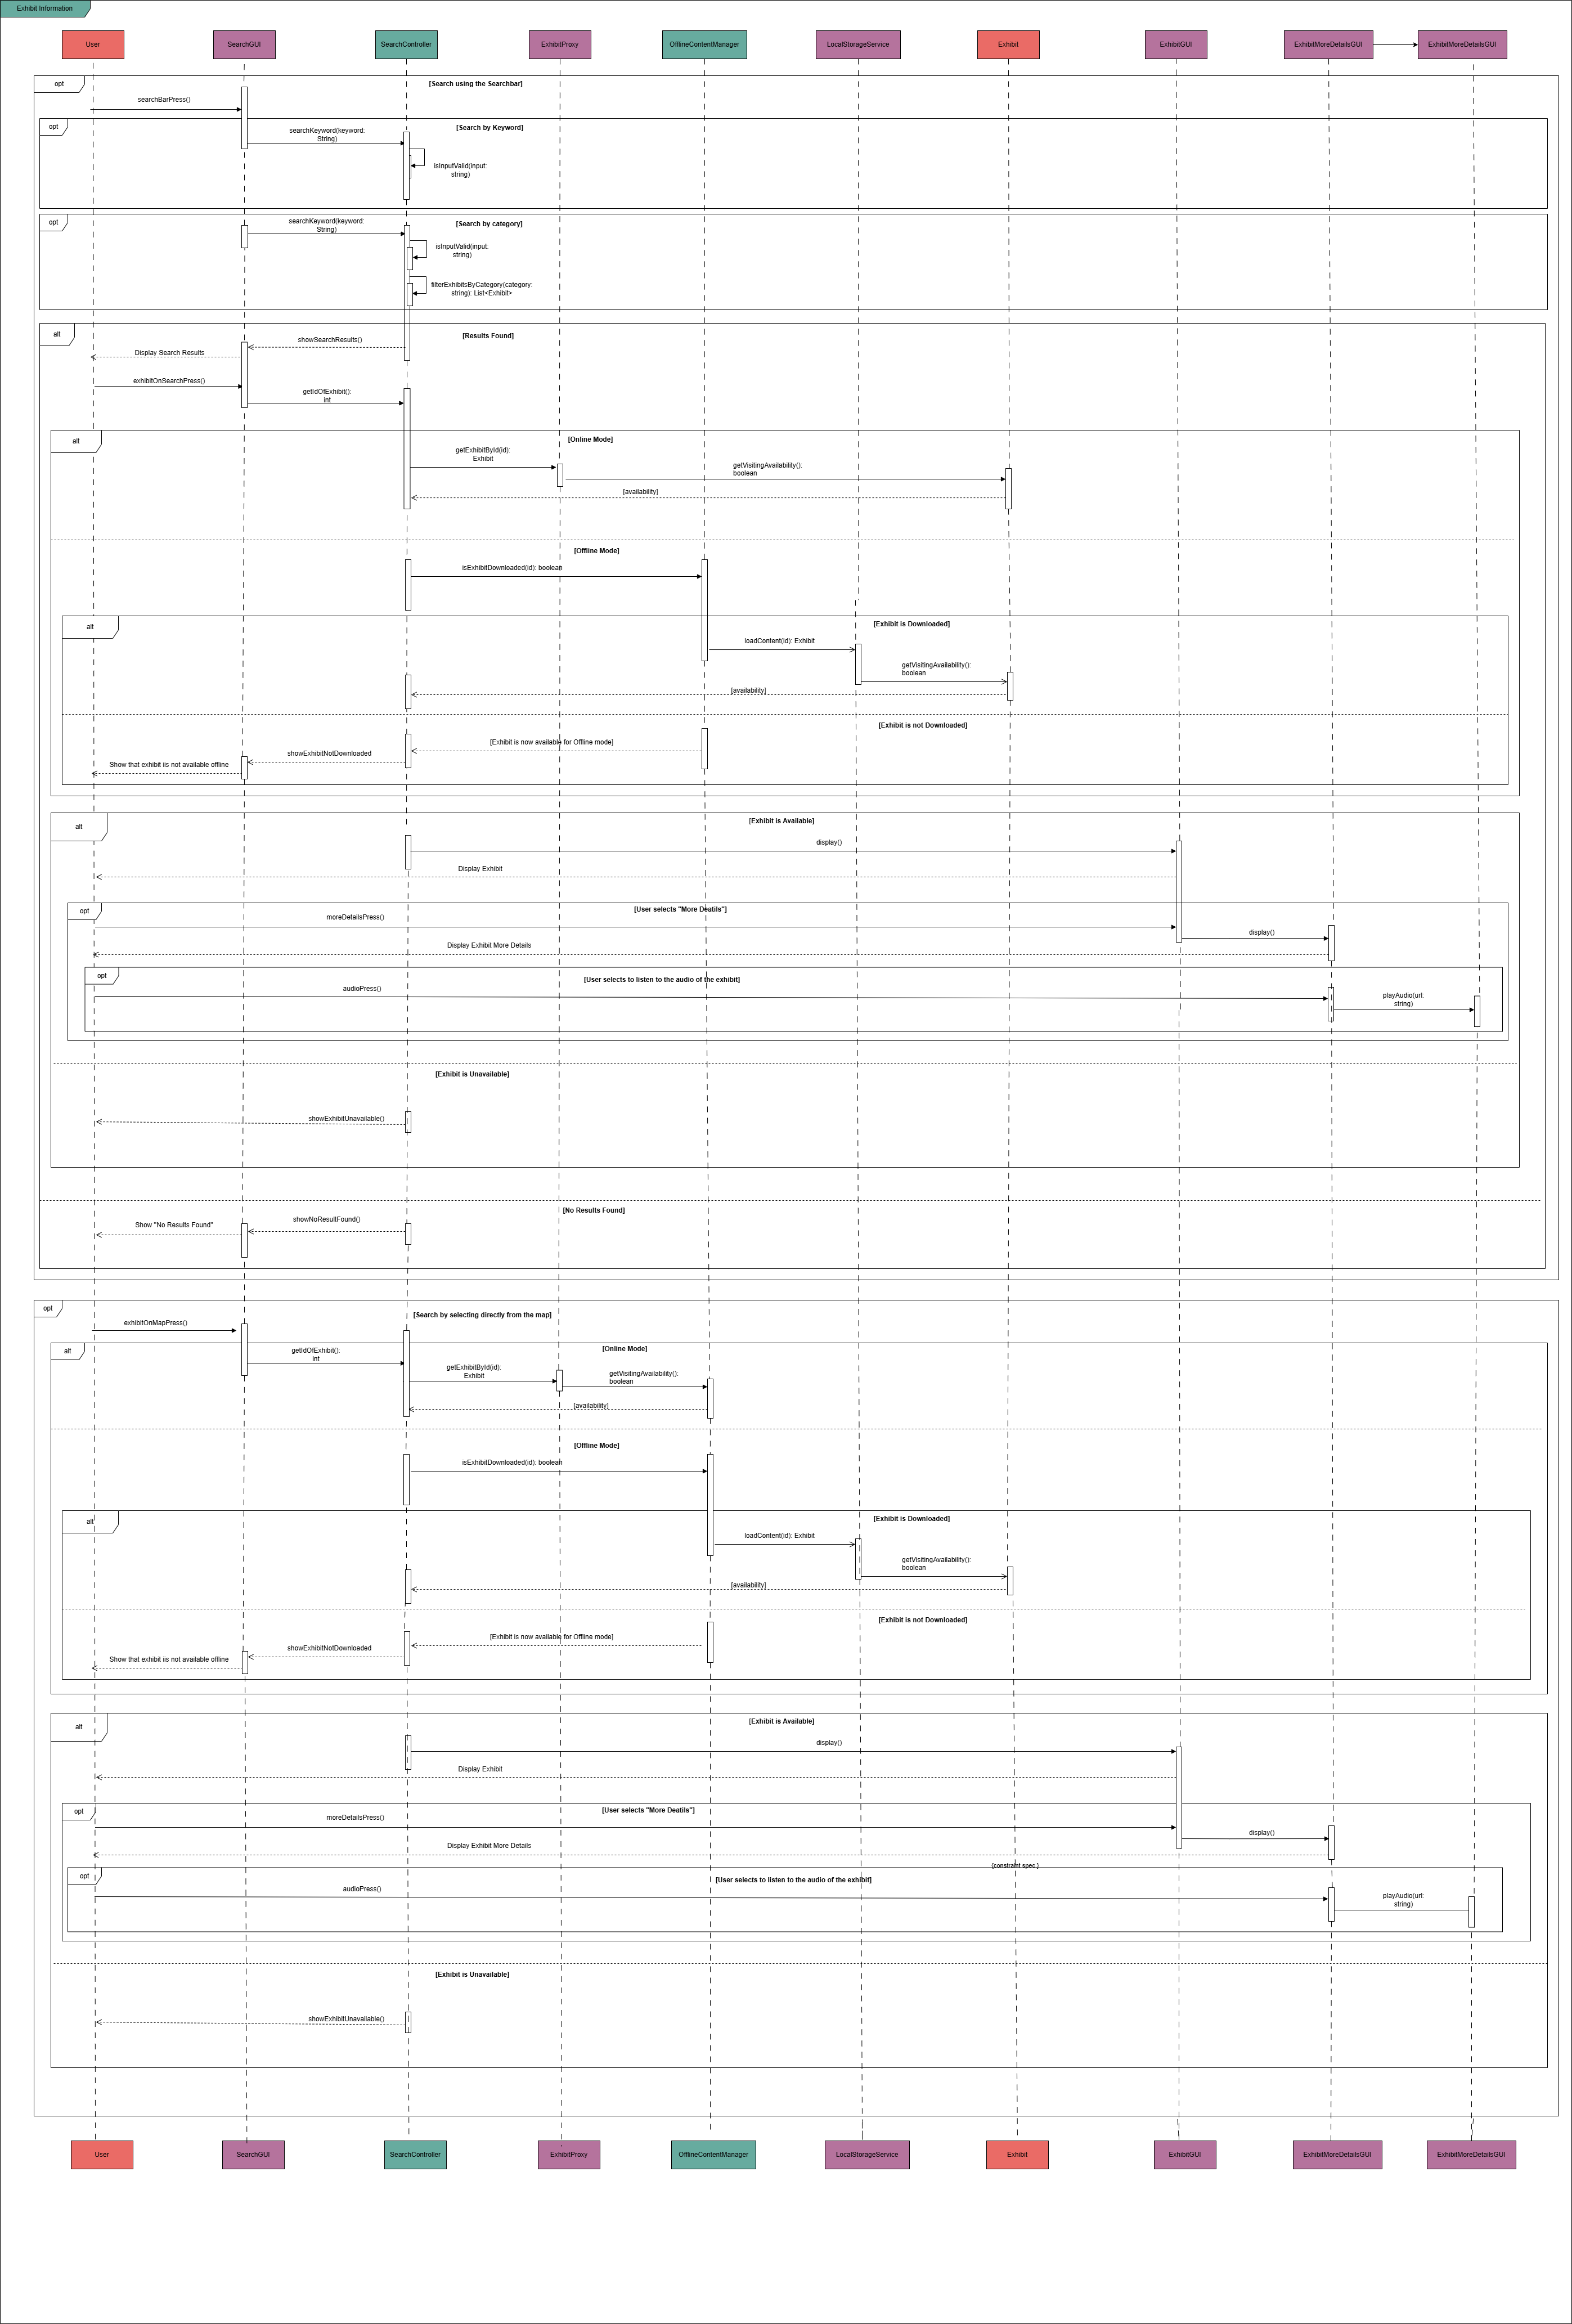 Exhibit Information
User
SearchGUI
SearchController
ExhibitProxy
OfflineContentManager
LocalStorageService
Exhibit
ExhibitGUI
ExhibitMoreDetailsGUI
ExhibitMoreDetailsGUI
opt
[Search using the Searchbar]
searchBarPress()
opt
[Search by Keyword]
searchKeyword(keyword:
String)
isInputValid(input:
string)
opt
searchKeyword(keyword:
String)
[Search by category]
isInputValid(input:
string)
filterExhibitsByCategory(category:
string): List<Exhibit>
alt
[Results Found]
showSearchResults()
Display Search Results
exhibitOnSearchPress()
getIdOfExhibit():
int
alt
[Online Mode]
getExhibitById(id):
Exhibit
getVisitingAvailability():
boolean
[availability]
[Offline Mode]
isExhibitDownloaded(id): boolean
alt
[Exhibit is Downloaded]
loadContent(id): Exhibit
getVisitingAvailability():
boolean
[availability]
[Exhibit is not Downloaded]
[Exhibit is now available for Offline mode]
showExhibitNotDownloaded
Show that exhibit iis not available offline
alt
[Exhibit is Available]
display()
Display Exhibit
opt
[User selects "More Deatils"]
moreDetailsPress()
display()
Display Exhibit More Details
opt
[User selects to listen to the audio of the exhibit]
audioPress()
playAudio(url:
string)
[Exhibit is Unavailable]
showExhibitUnavailable()
[No Results Found]
showNoResultFound()
Show "No Results Found"
opt
[Search by selecting directly from the map]
exhibitOnMapPress()
alt
[Online Mode]
getIdOfExhibit():
int
getExhibitById(id):
Exhibit
getVisitingAvailability():
boolean
[availability]
[Offline Mode]
isExhibitDownloaded(id): boolean
alt
[Exhibit is Downloaded]
loadContent(id): Exhibit
getVisitingAvailability():
boolean
[availability]
[Exhibit is not Downloaded]
[Exhibit is now available for Offline mode]
showExhibitNotDownloaded
Show that exhibit iis not available offline
alt
[Exhibit is Available]
display()
Display Exhibit
opt
[User selects "More Deatils"]
moreDetailsPress()
display()
Display Exhibit More Details
{constraint spec.}
opt
[User selects to listen to the audio of the exhibit]
audioPress()
playAudio(url:
string)
[Exhibit is Unavailable]
showExhibitUnavailable()
User
SearchGUI
SearchController
ExhibitProxy
OfflineContentManager
LocalStorageService
Exhibit
ExhibitGUI
ExhibitMoreDetailsGUI
ExhibitMoreDetailsGUI